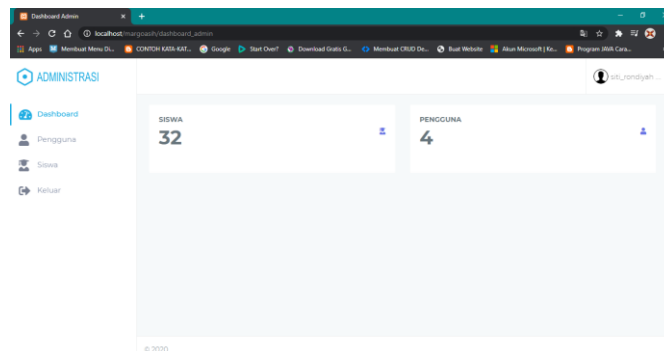 Dashboard Admin
localhost/margoasih/dashboard_admin
Apps
Membuat Menu Di...
CONTOH KATA-KAT...
Google
Start Over?
Download Gratis G...
Membuat CRUD De...
Buat Website
Akun Microsoft | Ke...
Program JAVA Cara...
ADMINISTRASI
siti_rondiyah ...
Dashboard
Pengguna
Siswa
Keluar
SISWA
32
PENGGUNA
4
© 2020